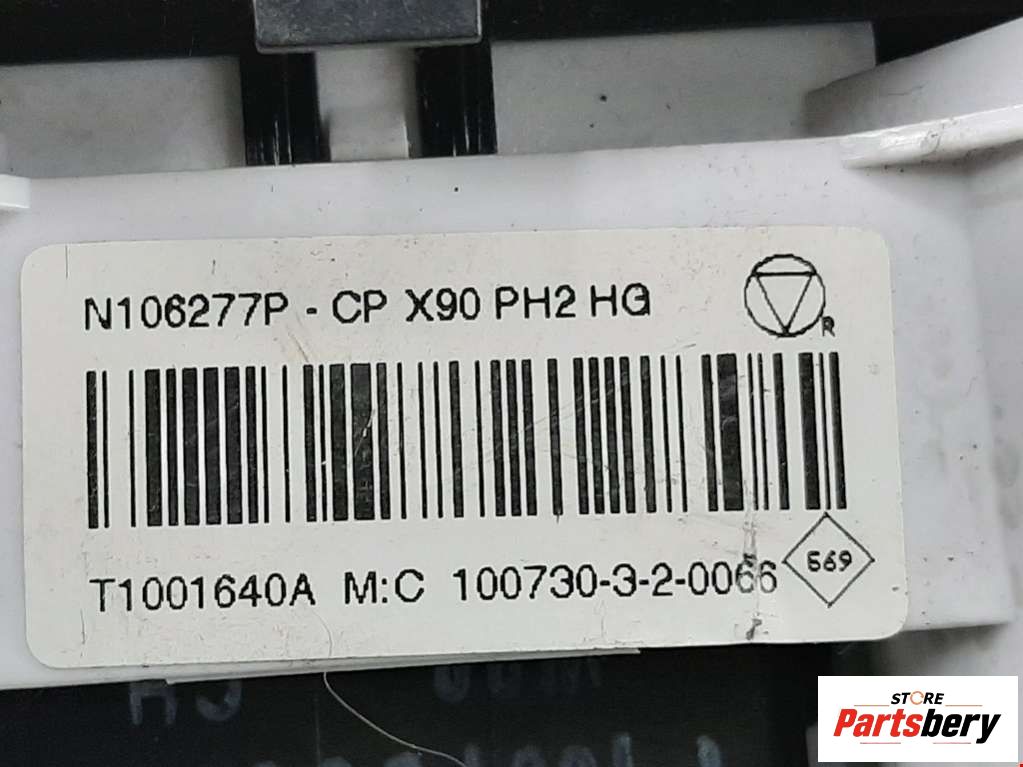 N106277P - CP X90 PH2 HG
R
T1001640A M:C 100730-3-2-0066
569
STORE
Partsbery